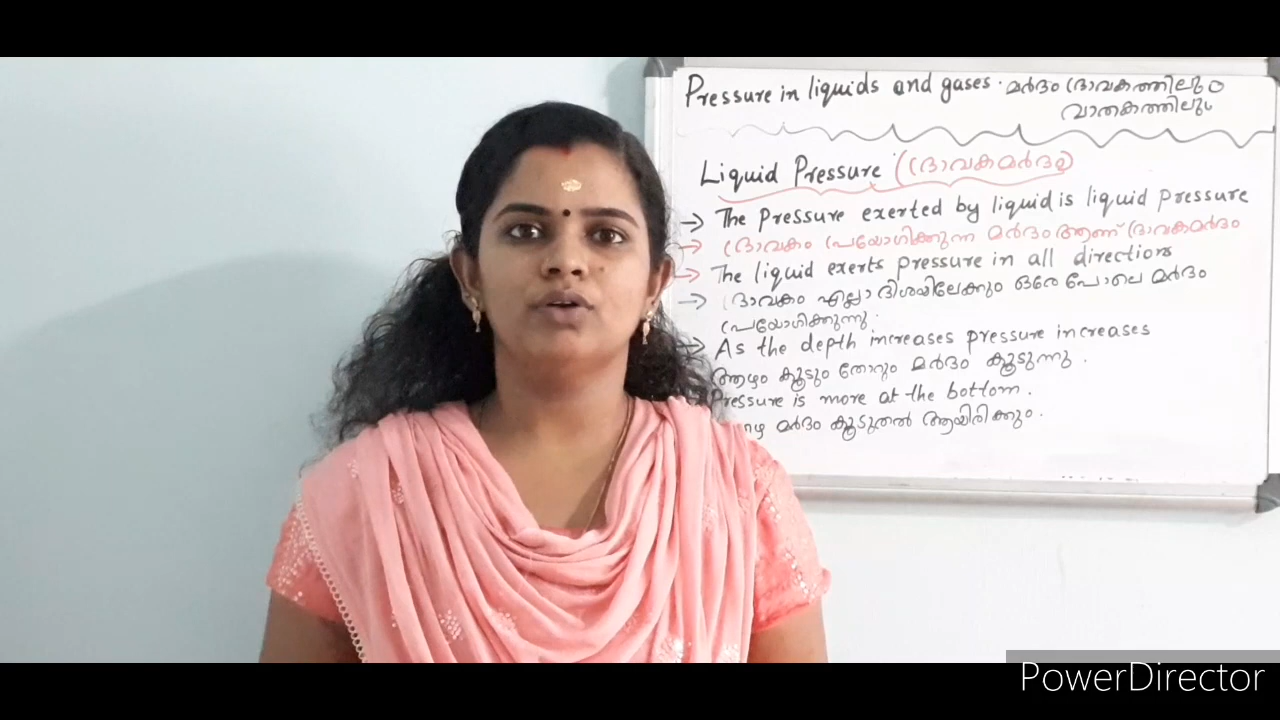 Pressure in liquids and gases. മർദം ദ്രാവകത്തിലും
വാതകത്തിലും
Liquid Pressure (ദ്രാവകമർദം)
→ The pressure exerted by liquid is liquid pressure
→ ദ്രാവകം പ്രയോഗിക്കുന്ന മർദം ആണ് ദ്രാവകമർദം
→ The liquid exerts pressure in all directions
→ ദ്രാവകം എല്ലാ ദിശയിലേക്കും ഒരേ പോലെ മർദം
പ്രയോഗിക്കുന്നു.
→ As the depth increases pressure increases
ആഴം കൂടും തോറും മർദം കൂടുന്നു.
Pressure is more at the bottom.
മർദം കൂടുതൽ ആയിരിക്കും.
PowerDirector